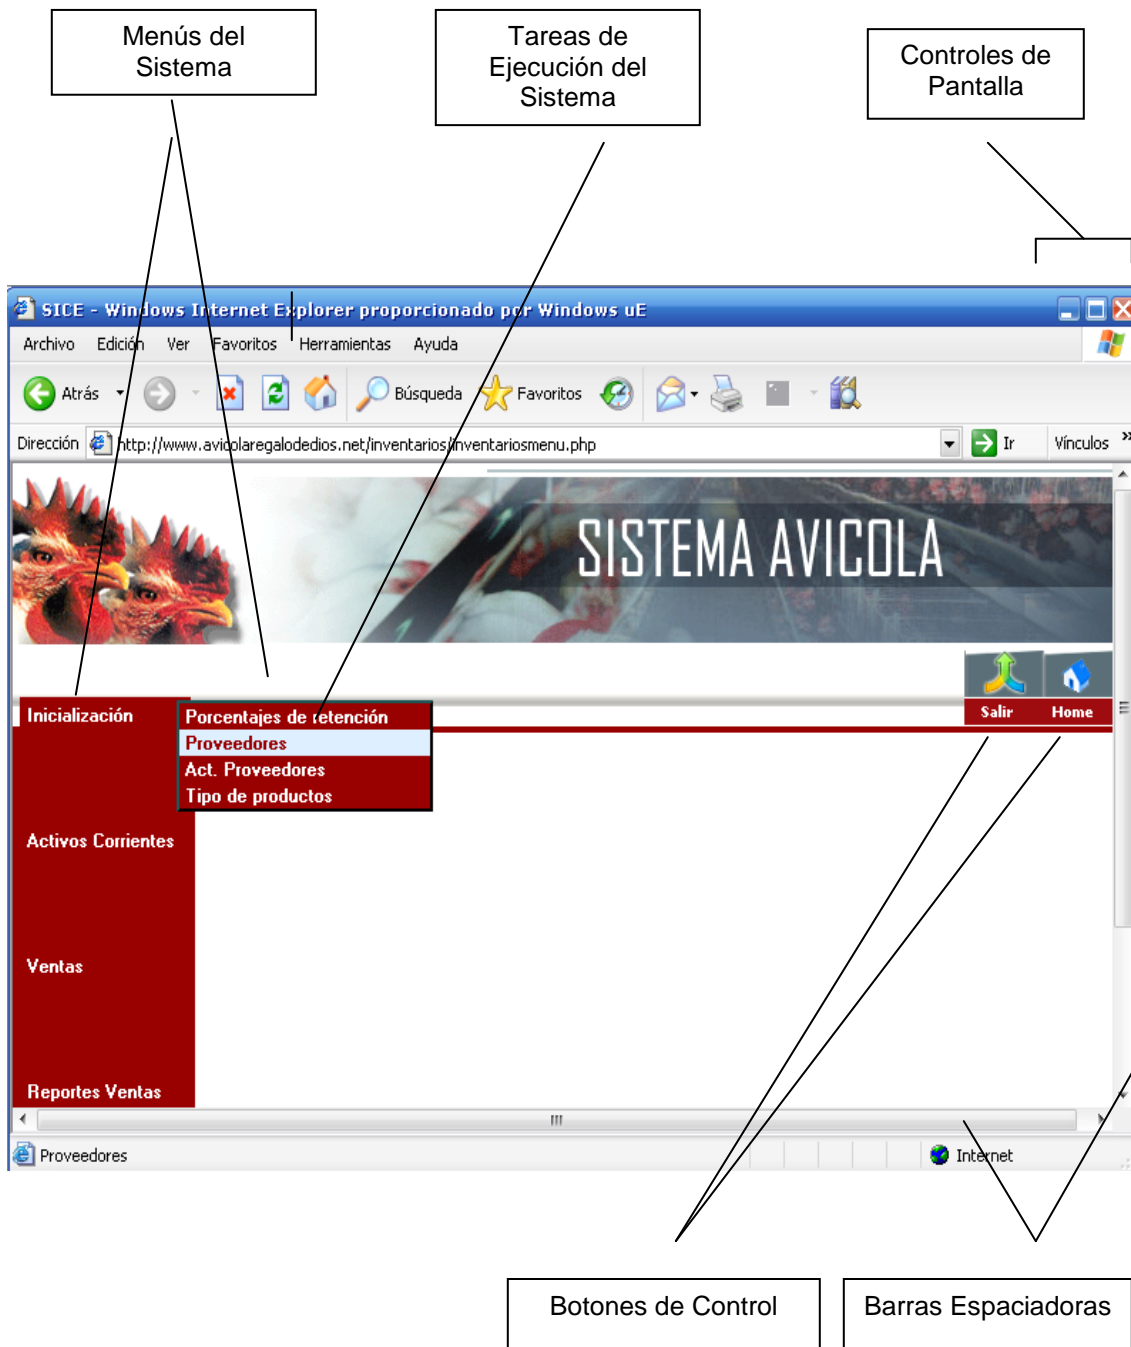 Menús del
Sistema
Tareas de
Ejecución del
Sistema
Controles de
Pantalla
SICE - Windows Internet Explorer proporcionado por Windows uE
Archivo Edición Ver Favoritos Herramientas Ayuda
Atrás Búsqueda Favoritos
Dirección http://www.avicolaregalodedios.net/inventarios/inventariosmenu.php Ir Vínculos »
SISTEMA AVICOLA
Salir Home
Inicialización
Porcentajes de retención
Proveedores
Act. Proveedores
Tipo de productos
Activos Corrientes
Ventas
Reportes Ventas
Proveedores Internet
Botones de Control
Barras Espaciadoras